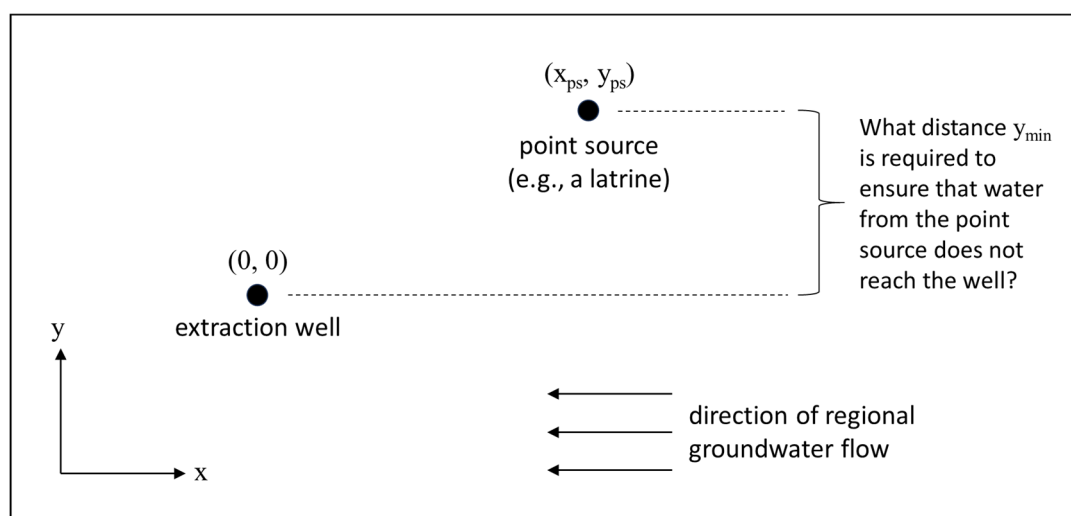 (x_ps, y_ps)
point source
(e.g., a latrine)
What distance y_min
is required to
ensure that water
from the point
source does not
reach the well?
(0, 0)
extraction well
y
x
direction of regional
groundwater flow